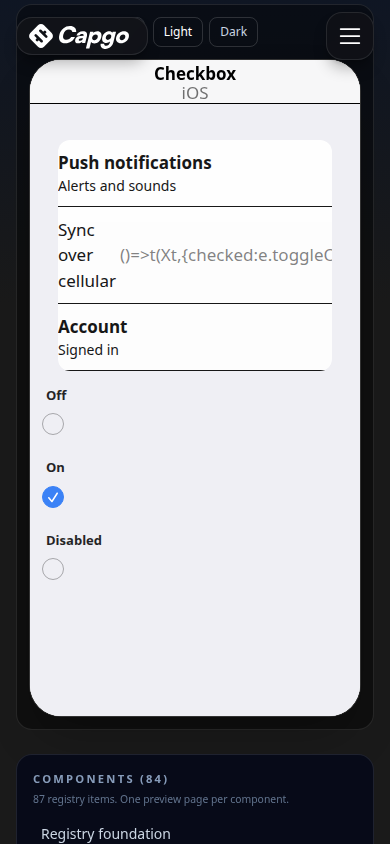 Capgo
Light
Dark
Checkbox
iOS
Push notifications
Alerts and sounds
Sync
over
cellular
()=>t(Xt,{checked:e.toggleC
Account
Signed in
Off
On
Disabled
COMPONENTS (84)
87 registry items. One preview page per component.
Registry foundation